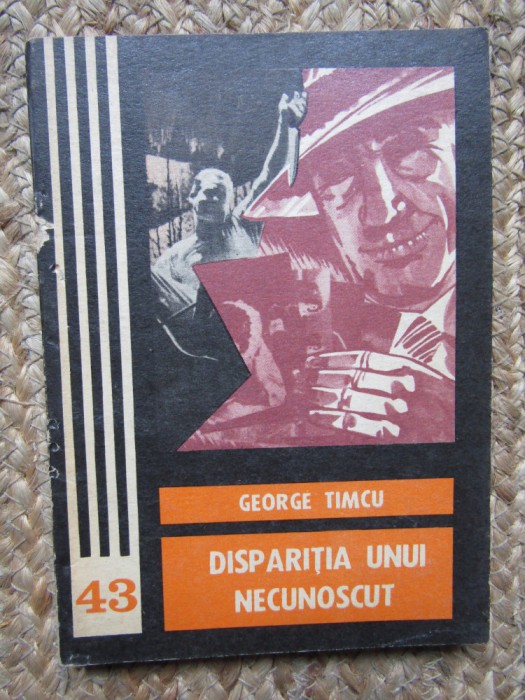 GEORGE TIMCU
DISPARIȚIA UNUI
NECUNOSCUT
43